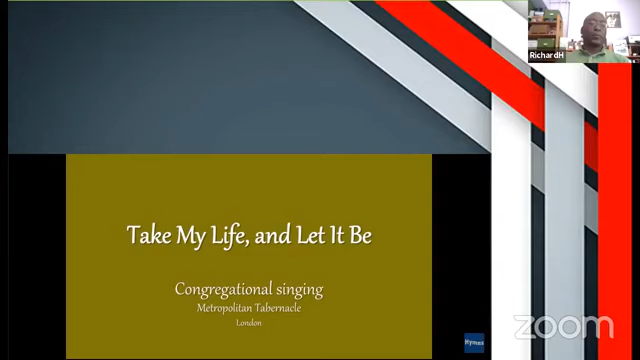 RichardH
Take My Life, and Let It Be
Congregational singing
Metropolitan Tabernacle
London
Hymns
zoom